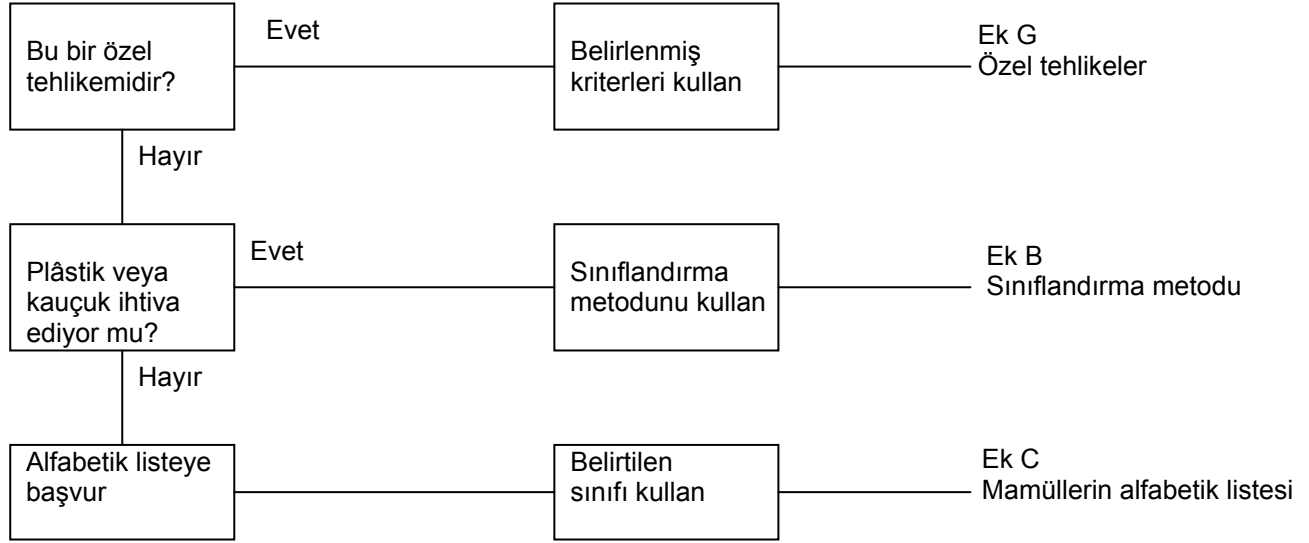 Bu bir özel
tehlikemidir?
Evet
Belirlenmiş
kriterleri kullan
Ek G
Özel tehlikeler
Hayır
Plâstik veya
kauçuk ihtiva
ediyor mu?
Evet
Sınıflandırma
metodunu kullan
Ek B
Sınıflandırma metodu
Hayır
Alfabetik listeye
başvur
Belirtilen
sınıfı kullan
Ek C
Mamüllerin alfabetik listesi